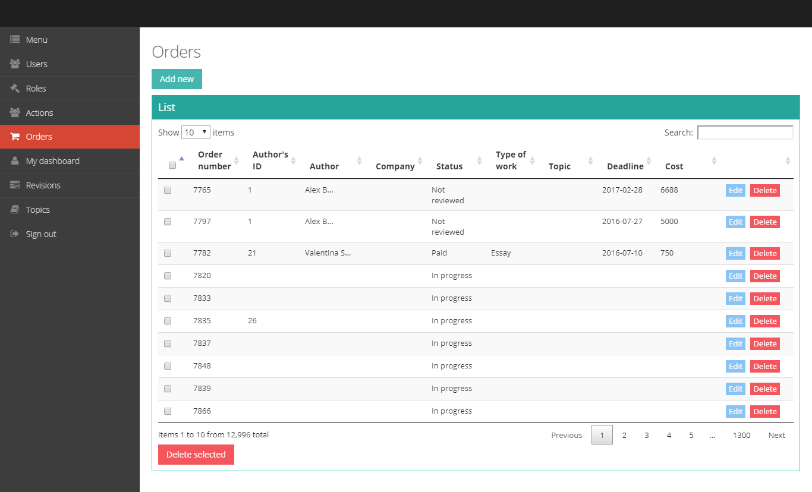 Menu
Users
Roles
Actions
Orders
My dashboard
Revisions
Topics
Sign out
Orders
Add new
List
Show 10 items
Search:
Order number Author's ID Author Company Status Type of work Topic Deadline Cost
7765 1 Alex B... Not reviewed 2017-02-28 6688 Edit Delete
7797 1 Alex B... Not reviewed 2016-07-27 5000 Edit Delete
7782 21 Valentina S... Paid Essay 2016-07-10 750 Edit Delete
7820 In progress Edit Delete
7833 In progress Edit Delete
7835 26 In progress Edit Delete
7837 In progress Edit Delete
7848 In progress Edit Delete
7839 In progress Edit Delete
7866 In progress Edit Delete
Items 1 to 10 from 12,996 total
Previous 1 2 3 4 5 ... 1300 Next
Delete selected